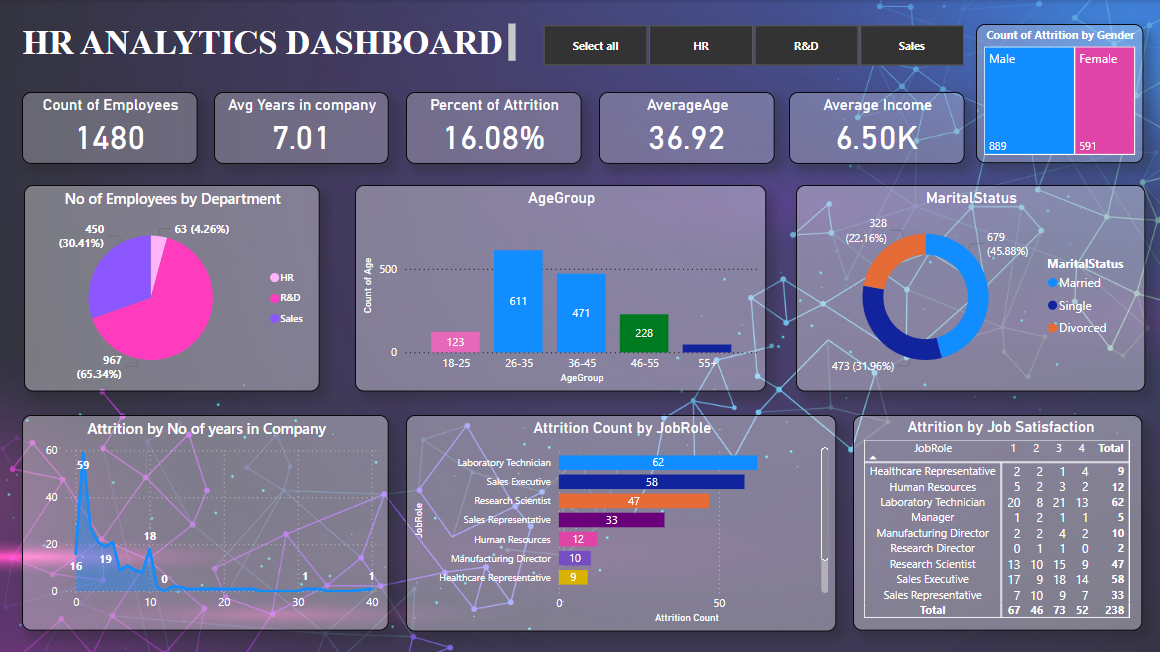 HR ANALYTICS DASHBOARD
Select all
HR
R&D
Sales
Count of Attrition by Gender
Male
Female
889
591
Count of Employees
1480
Avg Years in company
7.01
Percent of Attrition
16.08%
AverageAge
36.92
Average Income
6.50K
No of Employees by Department
450
(30.41%)
63 (4.26%)
967
(65.34%)
HR
R&D
Sales
AgeGroup
Count of Age
500
0
611
471
123
228
18-25
26-35
36-45
46-55
55+
AgeGroup
MaritalStatus
328
(22.16%)
679
(45.88%)
473 (31.96%)
MaritalStatus
Married
Single
Divorced
Attrition by No of years in Company
60
40
20
0
59
16
19
18
0
1
1
0
10
20
30
40
Attrition Count by JobRole
JobRole
Laboratory Technician 62
Sales Executive 58
Research Scientist 47
Sales Representative 33
Human Resources 12
Manufacturing Director 10
Healthcare Representative 9
0
50
Attrition Count
Attrition by Job Satisfaction
JobRole 1 2 3 4 Total
Healthcare Representative 2 2 1 4 9
Human Resources 5 2 3 2 12
Laboratory Technician 20 8 21 13 62
Manager 1 2 1 1 5
Manufacturing Director 2 2 4 2 10
Research Director 0 1 1 0 2
Research Scientist 13 10 15 9 47
Sales Executive 17 9 18 14 58
Sales Representative 7 10 9 7 33
Total 67 46 73 52 238